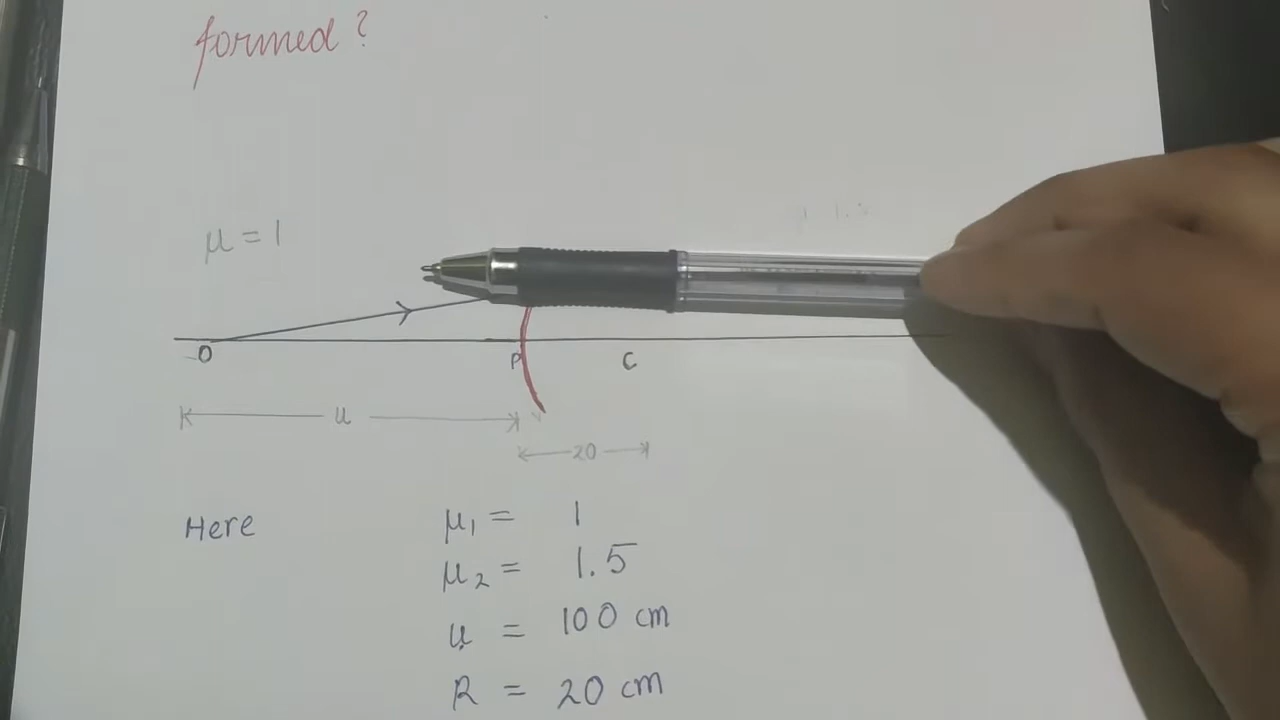 formed?
μ = 1
O P C
u
20
Here μ₁ = 1
μ₂ = 1.5
u = 100 cm
R = 20 cm